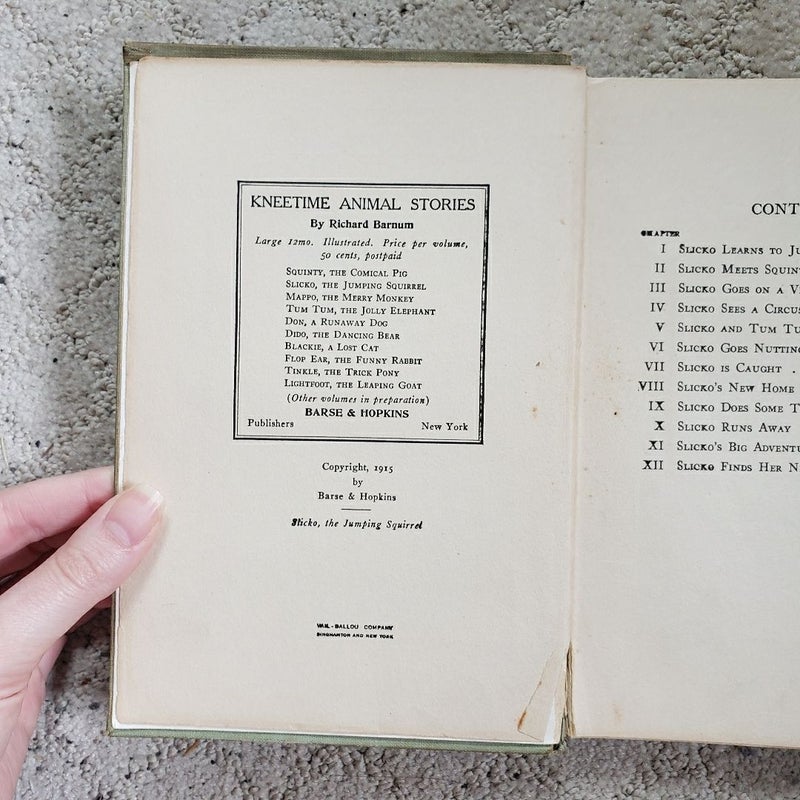 KNEETIME ANIMAL STORIES
By Richard Barnum
Large 12mo. Illustrated. Price per volume,
50 cents, postpaid
SQUINTY, THE COMICAL PIG
SLICKO, THE JUMPING SQUIRREL
MAPPO, THE MERRY MONKEY
TUM TUM, THE JOLLY ELEPHANT
DON, A RUNAWAY DOG
DIDO, THE DANCING BEAR
BLACKIE, A LOST CAT
FLOP EAR, THE FUNNY RABBIT
TINKLE, THE TRICK PONY
LIGHTFOOT, THE LEAPING GOAT
(Other volumes in preparation)
BARSE & HOPKINS
Publishers New York
Copyright, 1915
by
Barse & Hopkins
Slicko, the Jumping Squirrel
VAIL-BALLOU COMPANY
BINGHAMTON AND NEW YORK
CONT
CHAPTER
I SLICKO LEARNS TO JU
II SLICKO MEETS SQUIN
III SLICKO GOES ON A V
IV SLICKO SEES A CIRCUS
V SLICKO AND TUM TU
VI SLICKO GOES NUTTING
VII SLICKO IS CAUGHT .
VIII SLICKO'S NEW HOME
IX SLICKO DOES SOME T
X SLICKO RUNS AWAY
XI SLICKO'S BIG ADVENTU
XII SLICKO FINDS HER N